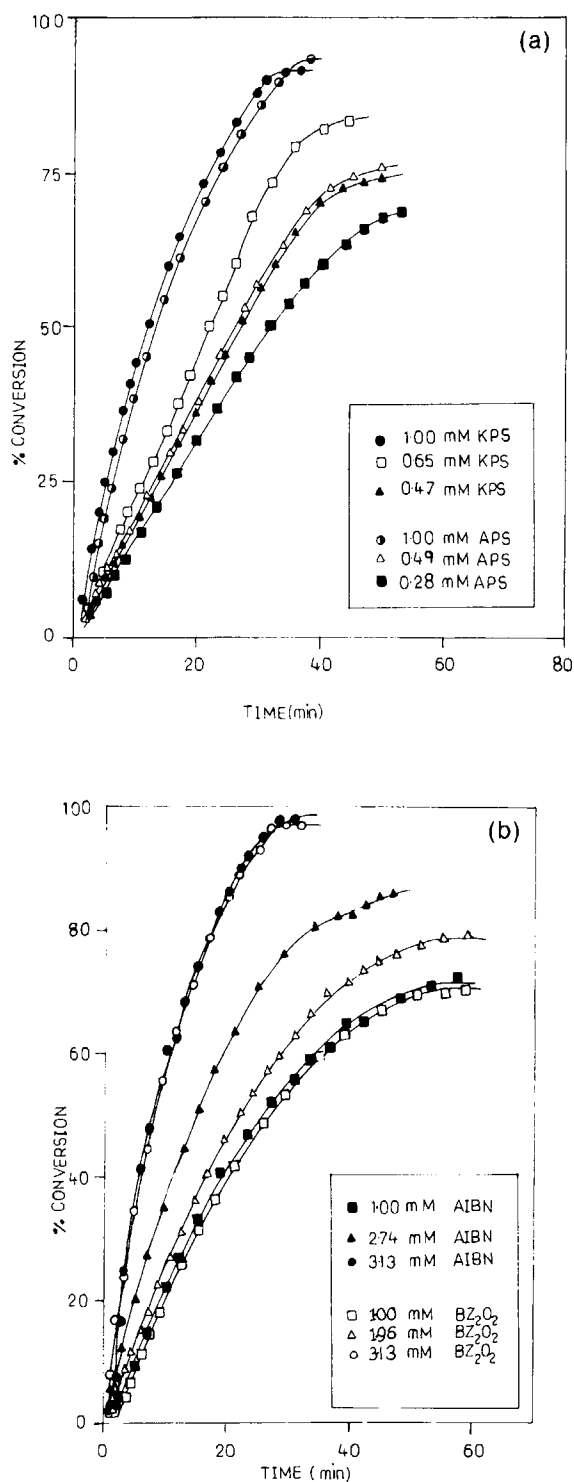 (a)
100
75
50
25
0
% CONVERSION
1.00 mM KPS
0.65 mM KPS
0.47 mM KPS
1.00 mM APS
0.49 mM APS
0.28 mM APS
0 20 40 60 80
TIME(min)
(b)
100
80
60
40
20
0
% CONVERSION
1.00 mM AIBN
2.74 mM AIBN
3.13 mM AIBN
1.00 mM BZ₂O₂
1.96 mM BZ₂O₂
3.13 mM BZ₂O₂
0 20 40 60
TIME (min)